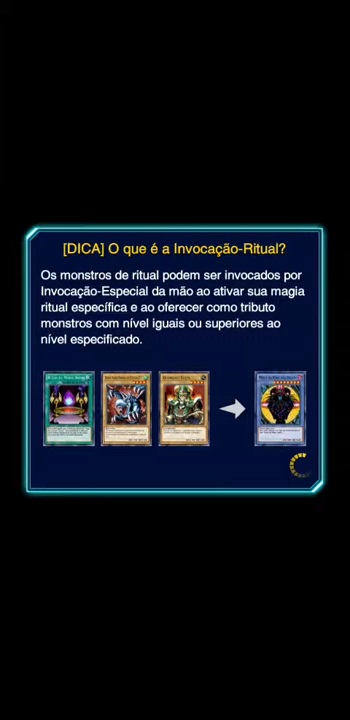 [DICA] O que é a Invocação-Ritual?
Os monstros de ritual podem ser invocados por
Invocação-Especial da mão ao ativar sua magia
ritual específica e ao oferecer como tributo
monstros com nível iguais ou superiores ao
nível especificado.